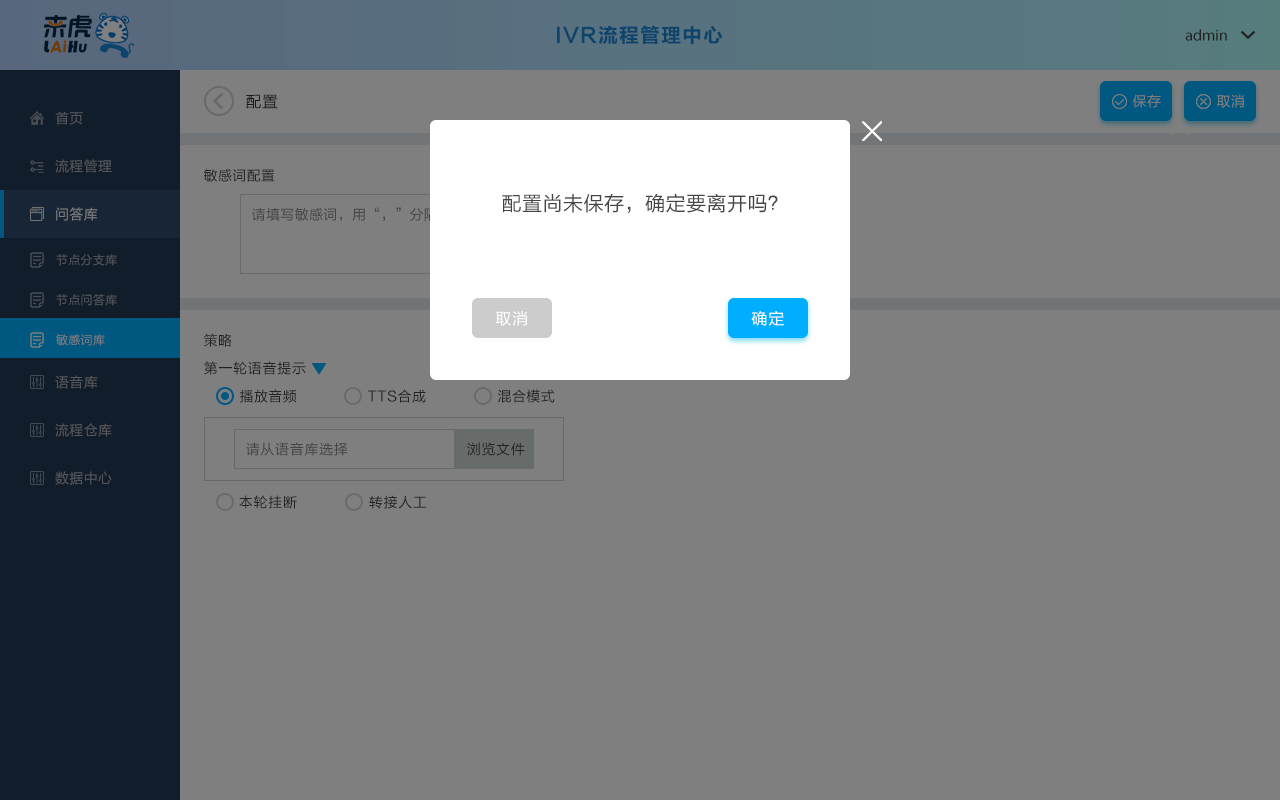 来虎
LAiHu
IVR流程管理中心
admin
首页
流程管理
问答库
节点分支库
节点问答库
敏感词库
语音库
流程仓库
数据中心
配置
保存
取消
敏感词配置
请填写敏感词，用“，”分
配置尚未保存，确定要离开吗？
取消
确定
策略
第一轮语音提示
播放音频
TTS合成
混合模式
请从语音库选择
浏览文件
本轮挂断
转接人工